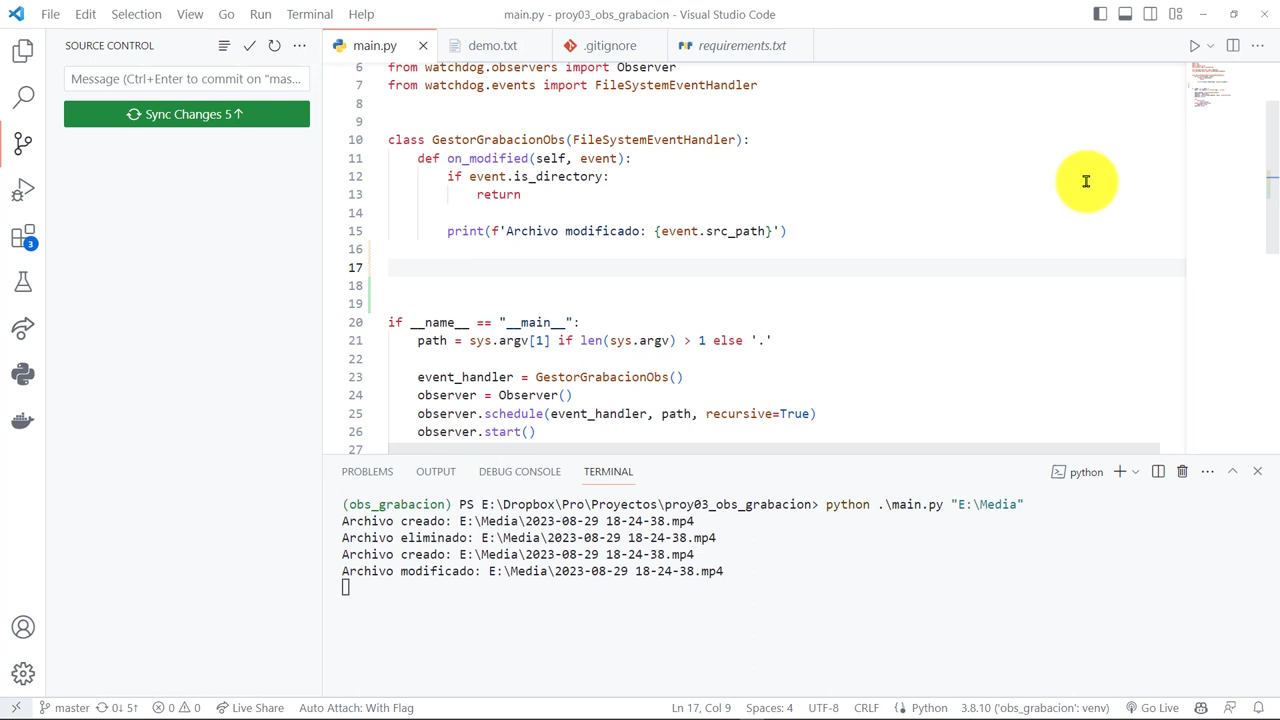 File Edit Selection View Go Run Terminal Help
main.py - proy03_obs_grabacion - Visual Studio Code
SOURCE CONTROL
main.py
demo.txt
.gitignore
requirements.txt
Message (Ctrl+Enter to commit on "mas...
Sync Changes 5↑
3
6 from watchdog.observers import Observer
7 from watchdog.events import FileSystemEventHandler
8
9
10 class GestorGrabacionObs(FileSystemEventHandler):
11 def on_modified(self, event):
12 if event.is_directory:
13 return
14
15 print(f'Archivo modificado: {event.src_path}')
16
17
18
19
20 if __name__ == "__main__":
21 path = sys.argv[1] if len(sys.argv) > 1 else '.'
22
23 event_handler = GestorGrabacionObs()
24 observer = Observer()
25 observer.schedule(event_handler, path, recursive=True)
26 observer.start()
27
PROBLEMS OUTPUT DEBUG CONSOLE TERMINAL
python
(obs_grabacion) PS E:\Dropbox\Pro\Proyectos\proy03_obs_grabacion> python .\main.py "E:\Media"
Archivo creado: E:\Media\2023-08-29 18-24-38.mp4
Archivo eliminado: E:\Media\2023-08-29 18-24-38.mp4
Archivo creado: E:\Media\2023-08-29 18-24-38.mp4
Archivo modificado: E:\Media\2023-08-29 18-24-38.mp4
master 0↓ 5↑ 0 0 Live Share Auto Attach: With Flag Ln 17, Col 9 Spaces: 4 UTF-8 CRLF Python 3.8.10 ('obs_grabacion': venv) Go Live